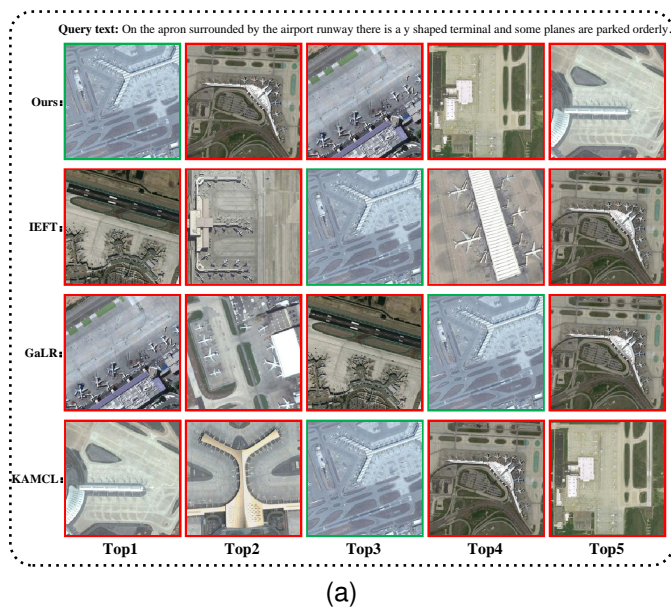 Query text: On the apron surrounded by the airport runway there is a y shaped terminal and some planes are parked orderly.
Ours:
IEFT:
GaLR:
KAMCL:
Top1 Top2 Top3 Top4 Top5
(a)